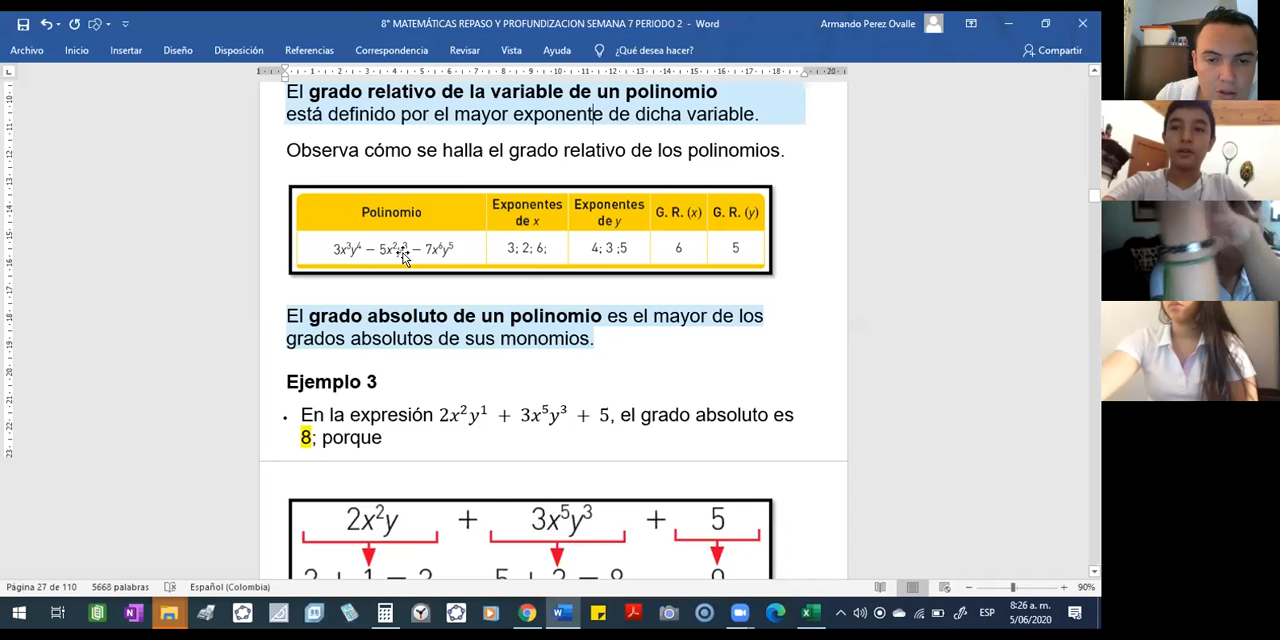 8° MATEMÁTICAS REPASO Y PROFUNDIZACION SEMANA 7 PERIODO 2 - Word
Armando Perez Ovalle
Archivo Inicio Insertar Diseño Disposición Referencias Correspondencia Revisar Vista Ayuda ¿Qué desea hacer? Compartir
El grado relativo de la variable de un polinomio
está definido por el mayor exponente de dicha variable.
Observa cómo se halla el grado relativo de los polinomios.
Polinomio Exponentes de x Exponentes de y G. R. (x) G. R. (y)
3x³y⁴ − 5x²y³ − 7x⁶y⁵ 3; 2; 6; 4; 3 ;5 6 5
El grado absoluto de un polinomio es el mayor de los
grados absolutos de sus monomios.
Ejemplo 3
• En la expresión 2x²y¹ + 3x⁵y³ + 5, el grado absoluto es
8; porque
2x²y + 3x⁵y³ + 5
Página 27 de 110 5668 palabras Español (Colombia) 90%
ESP 8:26 a. m.
5/06/2020